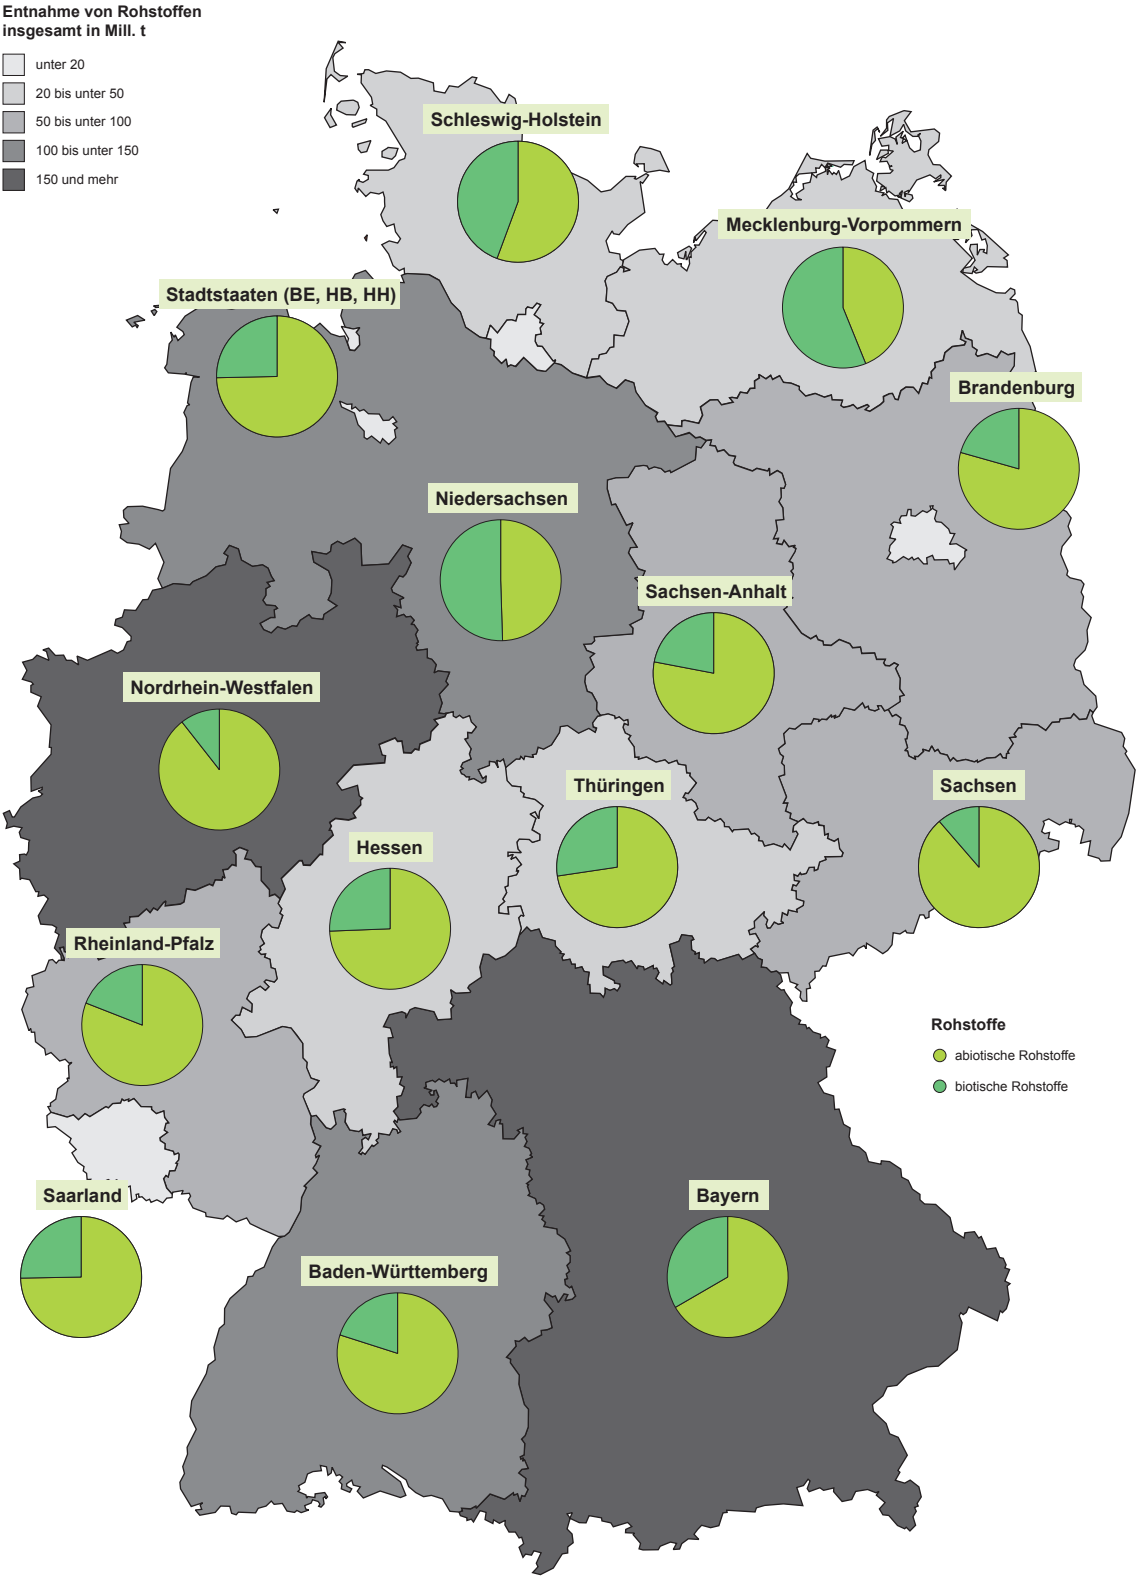 Entnahme von Rohstoffen
insgesamt in Mill. t
unter 20
20 bis unter 50
50 bis unter 100
100 bis unter 150
150 und mehr
Schleswig-Holstein
Mecklenburg-Vorpommern
Stadtstaaten (BE, HB, HH)
Brandenburg
Niedersachsen
Sachsen-Anhalt
Nordrhein-Westfalen
Thüringen
Sachsen
Hessen
Rheinland-Pfalz
Rohstoffe
abiotische Rohstoffe
biotische Rohstoffe
Saarland
Bayern
Baden-Württemberg